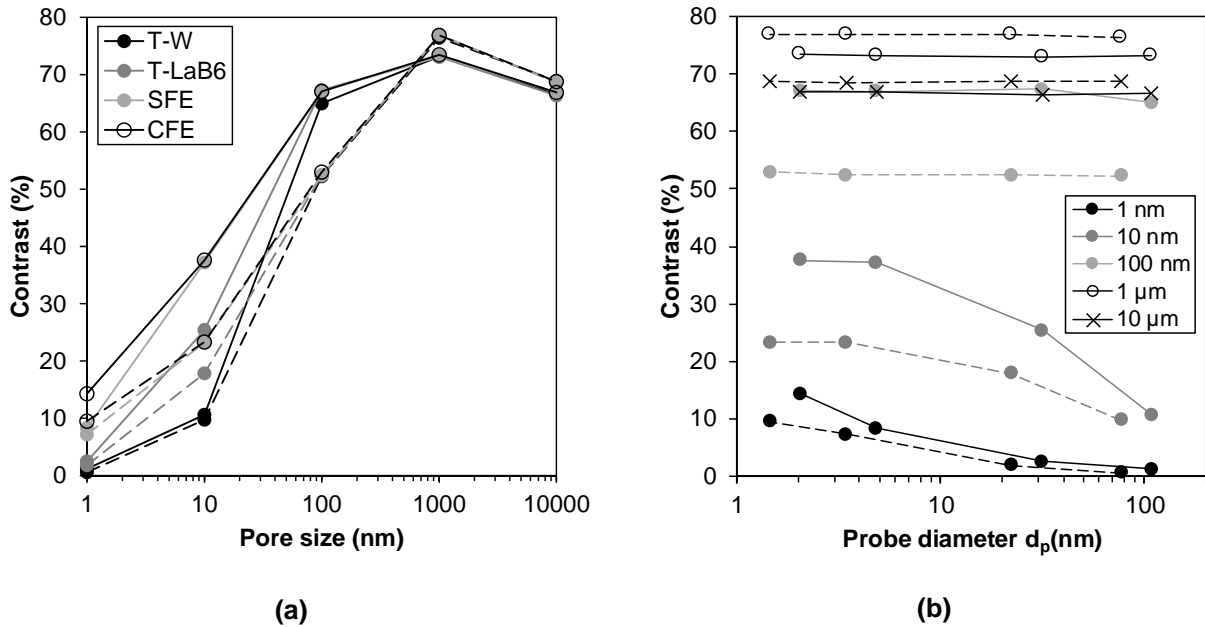 80
70
60
50
40
30
20
10
0
Contrast (%)
T-W
T-LaB6
SFE
CFE
1 10 100 1000 10000
Pore size (nm)
(a)
80
70
60
50
40
30
20
10
0
Contrast (%)
1 nm
10 nm
100 nm
1 µm
10 µm
1 10 100
Probe diameter dp(nm)
(b)